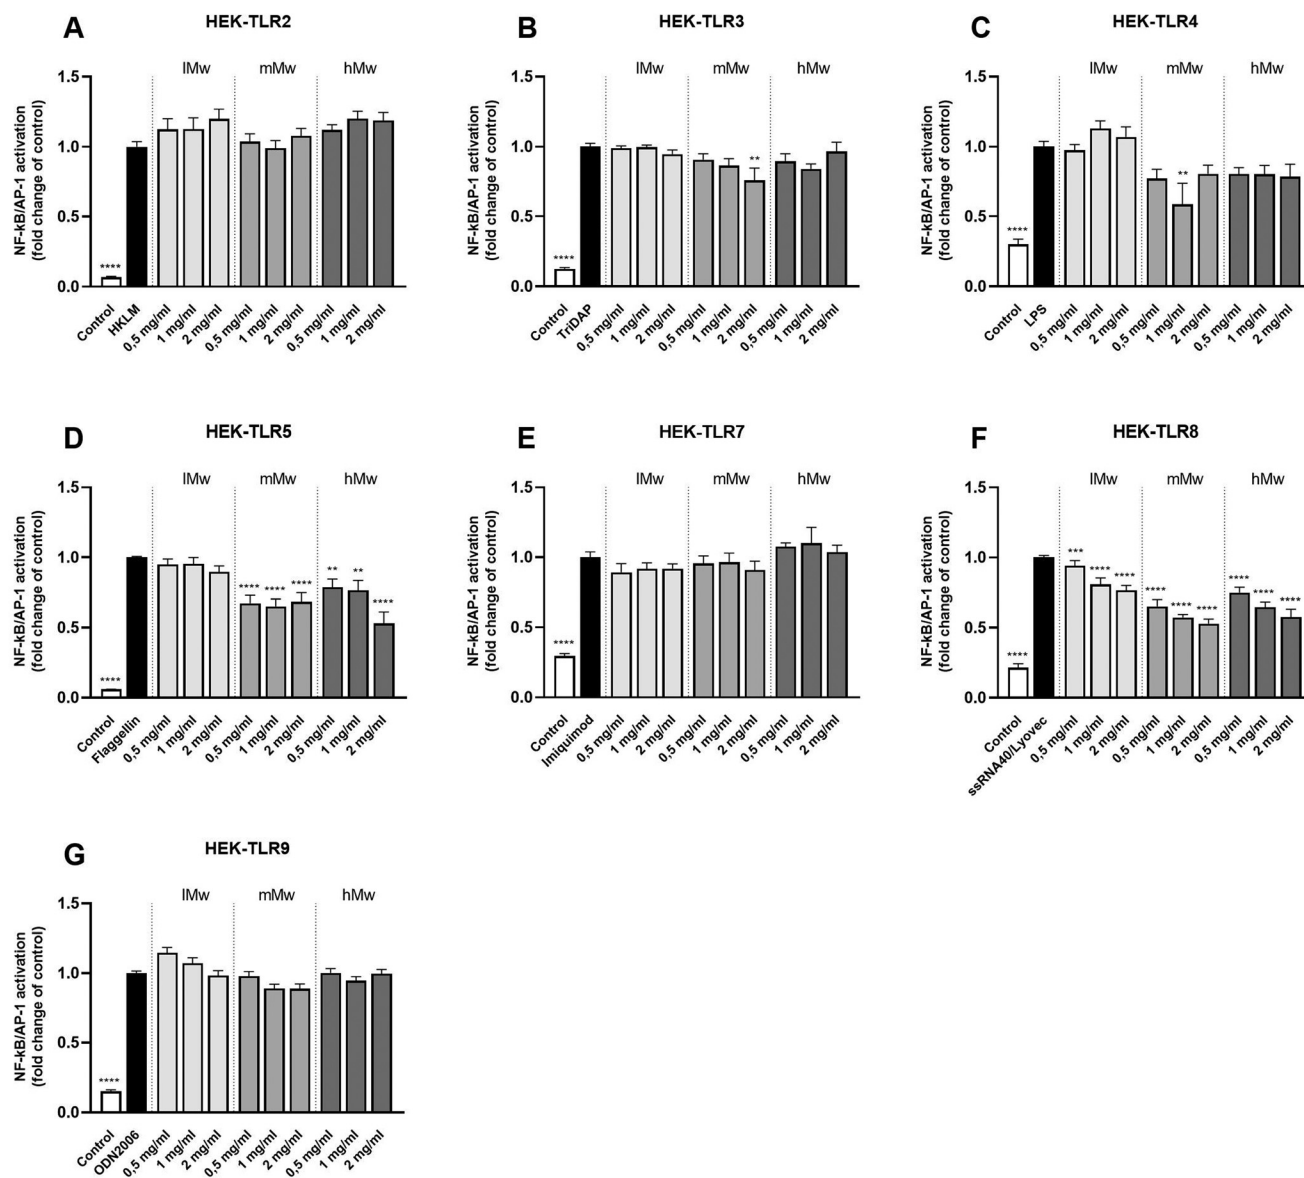 A HEK-TLR2
lMw mMw hMw
NF-kB/AP-1 activation
(fold change of control)
1.5
1.0
0.5
0.0
****
Control HKLM 0,5 mg/ml 1 mg/ml 2 mg/ml 0,5 mg/ml 1 mg/ml 2 mg/ml 0,5 mg/ml 1 mg/ml 2 mg/ml
B HEK-TLR3
lMw mMw hMw
NF-kB/AP-1 activation
(fold change of control)
1.5
1.0
0.5
0.0
**** **
Control TriDAP 0,5 mg/ml 1 mg/ml 2 mg/ml 0,5 mg/ml 1 mg/ml 2 mg/ml 0,5 mg/ml 1 mg/ml 2 mg/ml
C HEK-TLR4
lMw mMw hMw
NF-kB/AP-1 activation
(fold change of control)
1.5
1.0
0.5
0.0
**** **
Control LPS 0,5 mg/ml 1 mg/ml 2 mg/ml 0,5 mg/ml 1 mg/ml 2 mg/ml 0,5 mg/ml 1 mg/ml 2 mg/ml
D HEK-TLR5
lMw mMw hMw
NF-kB/AP-1 activation
(fold change of control)
1.5
1.0
0.5
0.0
**** **** **** **** ** ** ****
Control Flaggellin 0,5 mg/ml 1 mg/ml 2 mg/ml 0,5 mg/ml 1 mg/ml 2 mg/ml 0,5 mg/ml 1 mg/ml 2 mg/ml
E HEK-TLR7
lMw mMw hMw
NF-kB/AP-1 activation
(fold change of control)
1.5
1.0
0.5
0.0
****
Control Imiquimod 0,5 mg/ml 1 mg/ml 2 mg/ml 0,5 mg/ml 1 mg/ml 2 mg/ml 0,5 mg/ml 1 mg/ml 2 mg/ml
F HEK-TLR8
lMw mMw hMw
NF-kB/AP-1 activation
(fold change of control)
1.5
1.0
0.5
0.0
**** *** **** **** **** **** **** **** **** ****
Control ssRNA40/Lyovec 0,5 mg/ml 1 mg/ml 2 mg/ml 0,5 mg/ml 1 mg/ml 2 mg/ml 0,5 mg/ml 1 mg/ml 2 mg/ml
G HEK-TLR9
lMw mMw hMw
NF-kB/AP-1 activation
(fold change of control)
1.5
1.0
0.5
0.0
****
Control ODN2006 0,5 mg/ml 1 mg/ml 2 mg/ml 0,5 mg/ml 1 mg/ml 2 mg/ml 0,5 mg/ml 1 mg/ml 2 mg/ml